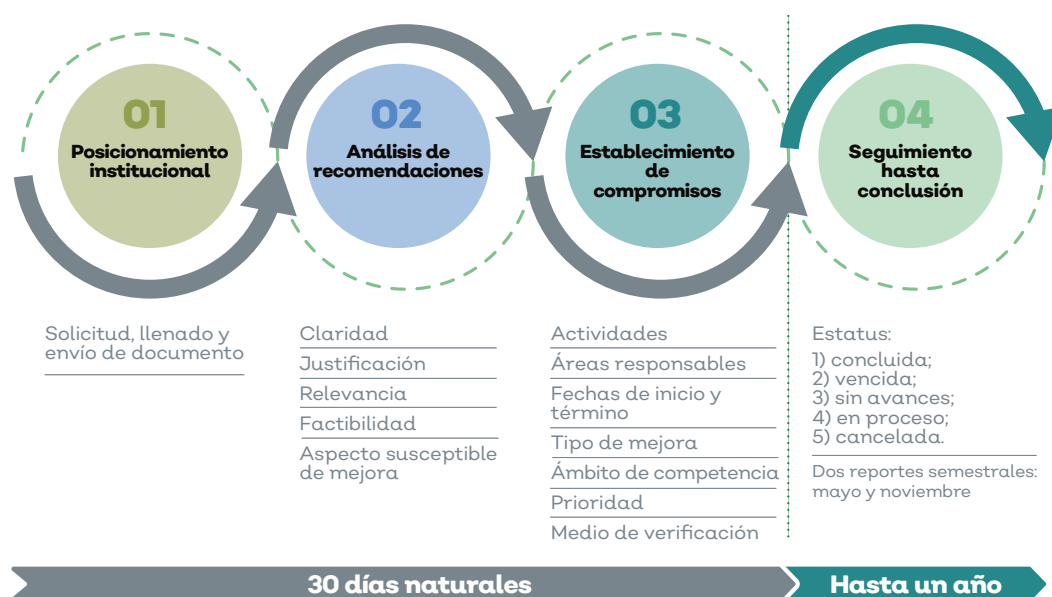 01
Posicionamiento
institucional
Solicitud, llenado y
envío de documento
02
Análisis de
recomendaciones
Claridad
Justificación
Relevancia
Factibilidad
Aspecto susceptible
de mejora
03
Establecimiento
de
compromisos
Actividades
Áreas responsables
Fechas de inicio y
término
Tipo de mejora
Ámbito de competencia
Prioridad
Medio de verificación
04
Seguimiento
hasta
conclusión
Estatus:
1) concluida;
2) vencida;
3) sin avances;
4) en proceso;
5) cancelada.
Dos reportes semestrales:
mayo y noviembre
30 días naturales
Hasta un año